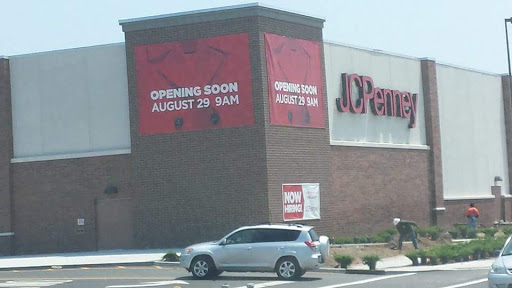 OPENING SOON
AUGUST 29 9AM
OPENING SOON
AUGUST 29 9AM
JCPenney
NOW
HIRING!